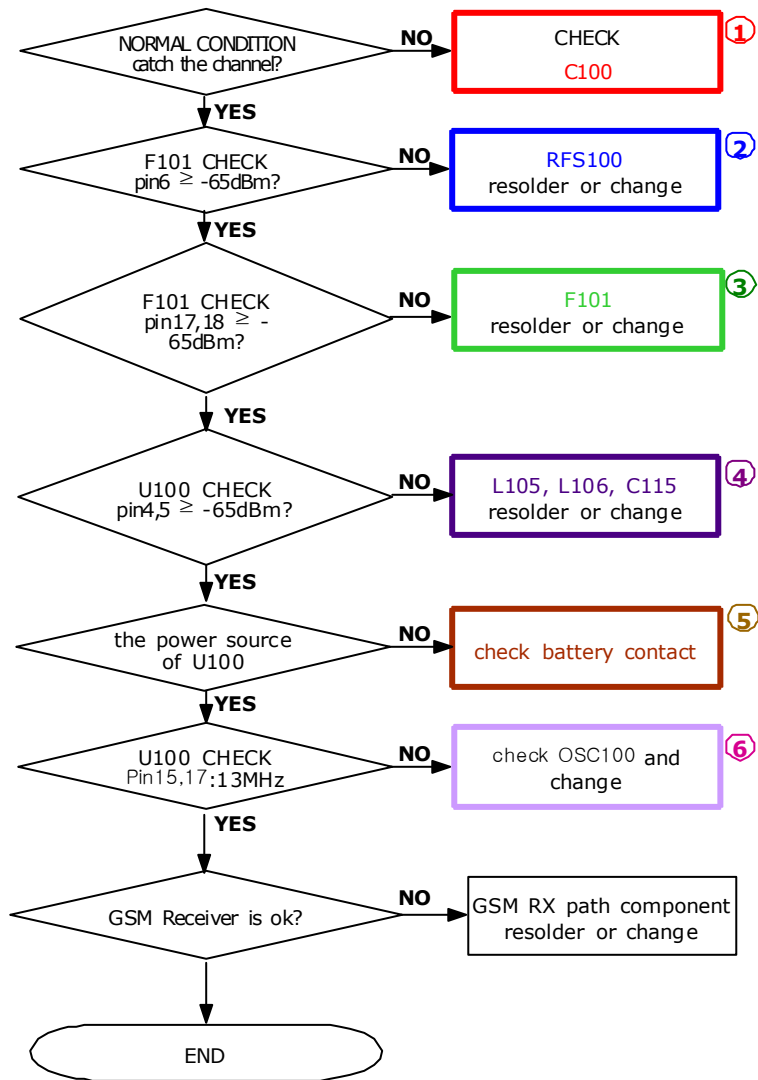 NORMAL CONDITION
catch the channel?
NO
CHECK
C100
1
YES
F101 CHECK
pin6 ≥ -65dBm?
NO
RFS100
resolder or change
2
YES
F101 CHECK
pin17,18 ≥ -
65dBm?
NO
F101
resolder or change
3
YES
U100 CHECK
pin4,5 ≥ -65dBm?
NO
L105, L106, C115
resolder or change
4
YES
the power source
of U100
NO
check battery contact
5
YES
U100 CHECK
Pin15,17:13MHz
NO
check OSC100 and
change
6
YES
GSM Receiver is ok?
NO
GSM RX path component
resolder or change
END